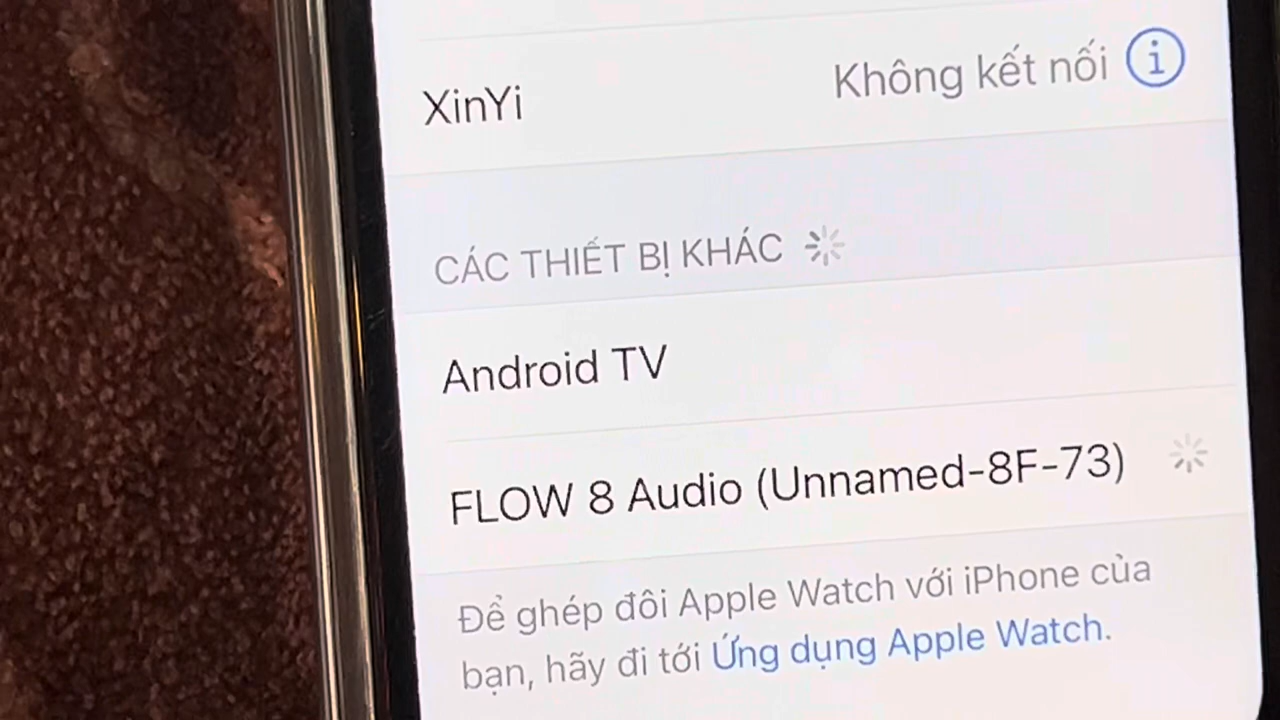 XinYi Không kết nối
CÁC THIẾT BỊ KHÁC
Android TV
FLOW 8 Audio (Unnamed-8F-73)
Để ghép đôi Apple Watch với iPhone của
bạn, hãy đi tới Ứng dụng Apple Watch.